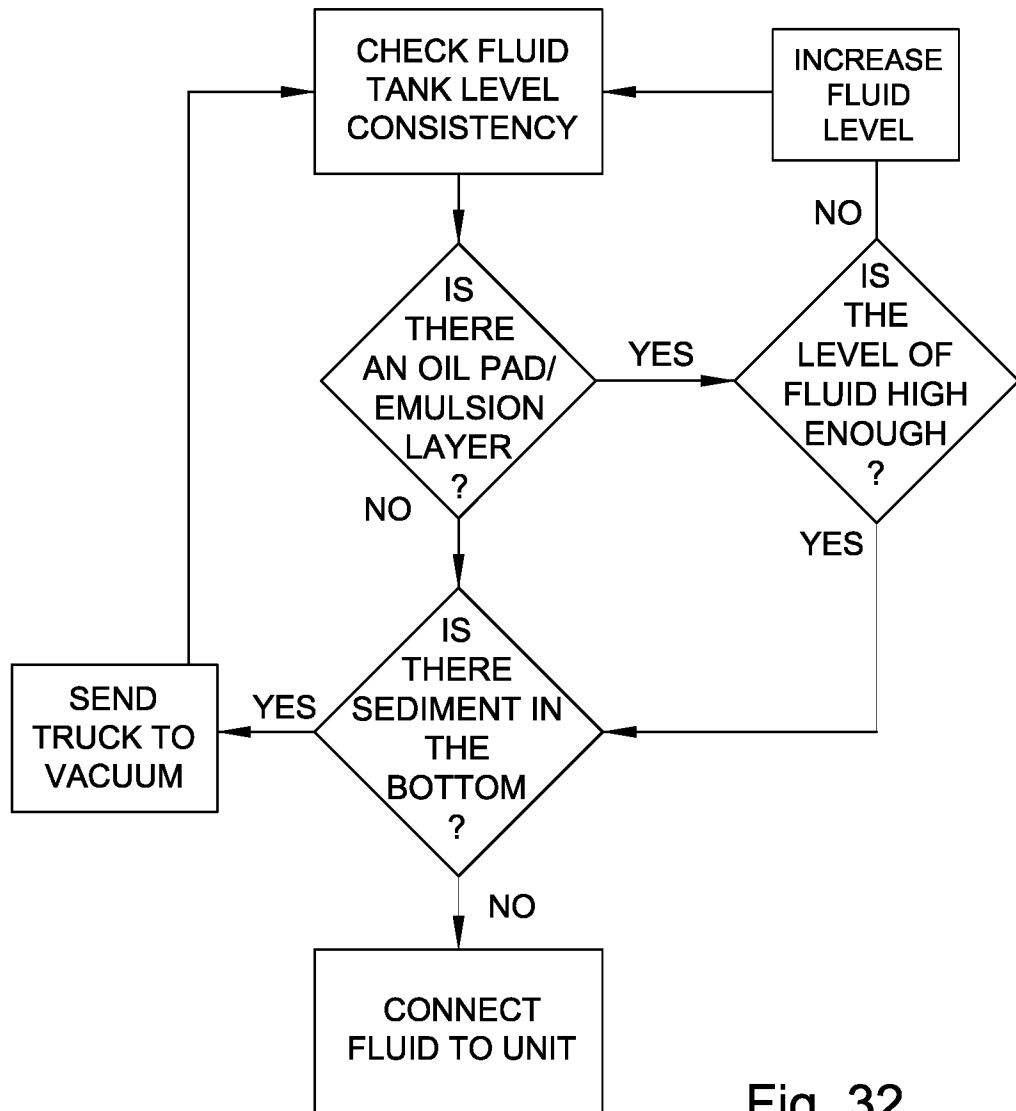 CHECK FLUID
TANK LEVEL
CONSISTENCY
INCREASE
FLUID
LEVEL
NO
IS
THERE
AN OIL PAD/
EMULSION
LAYER
?
YES
IS
THE
LEVEL OF
FLUID HIGH
ENOUGH
?
NO
YES
IS
THERE
SEDIMENT IN
THE
BOTTOM
?
YES
SEND
TRUCK TO
VACUUM
NO
CONNECT
FLUID TO UNIT
Fig. 32